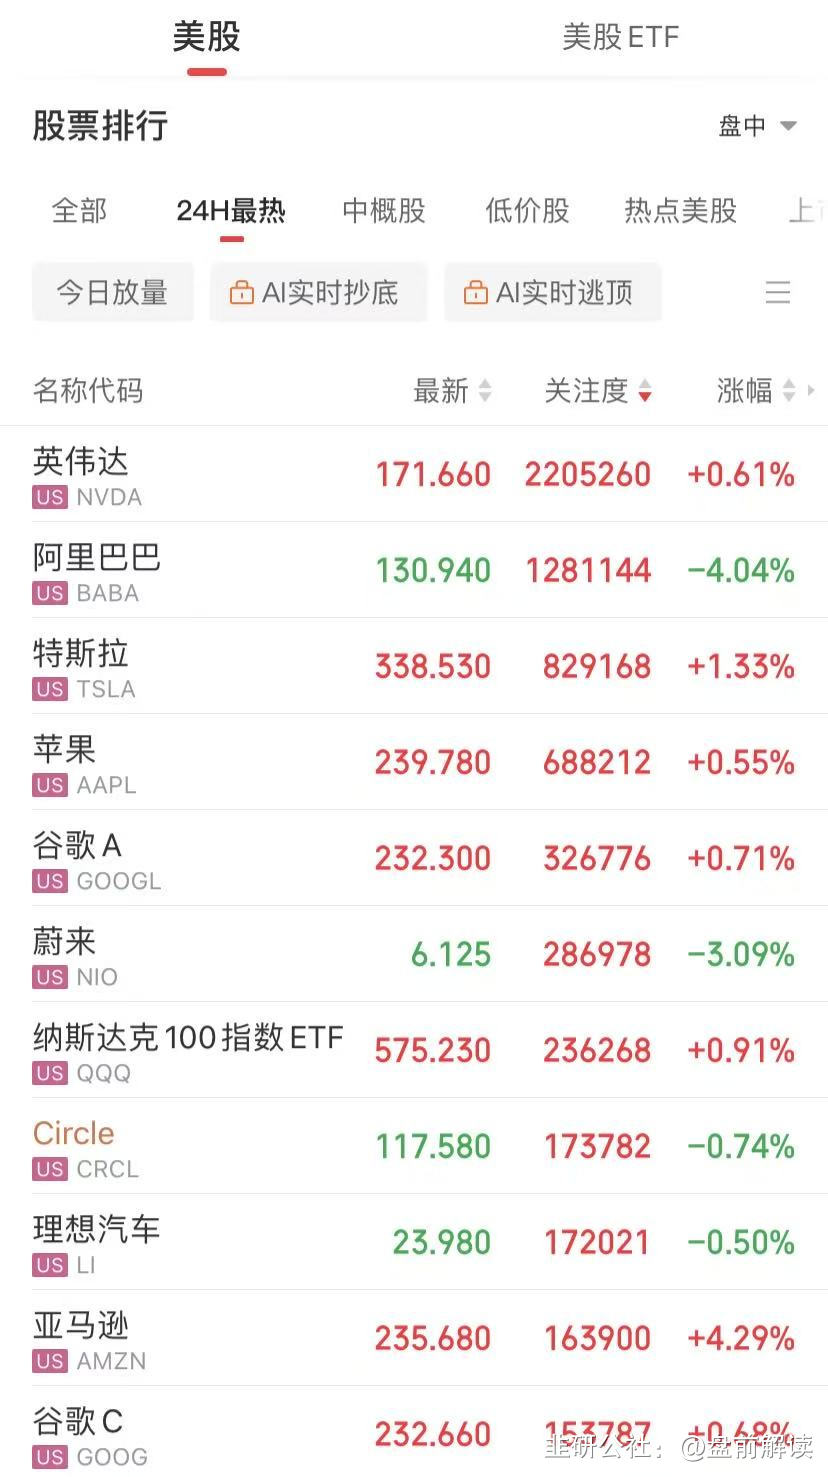 美股 美股ETF
股票排行 盘中
全部 24H最热 中概股 低价股 热点美股 上
今日放量 AI实时抄底 AI实时逃顶
名称代码 最新 关注度 涨幅
英伟达 171.660 2205260 +0.61%
US NVDA
阿里巴巴 130.940 1281144 -4.04%
US BABA
特斯拉 338.530 829168 +1.33%
US TSLA
苹果 239.780 688212 +0.55%
US AAPL
谷歌A 232.300 326776 +0.71%
US GOOGL
蔚来 6.125 286978 -3.09%
US NIO
纳斯达克100指数ETF 575.230 236268 +0.91%
US QQQ
Circle 117.580 173782 -0.74%
US CRCL
理想汽车 23.980 172021 -0.50%
US LI
亚马逊 235.680 163900 +4.29%
US AMZN
谷歌C 232.660 153787 +0.68%
US GOOG
韭研公社：@盘前解读